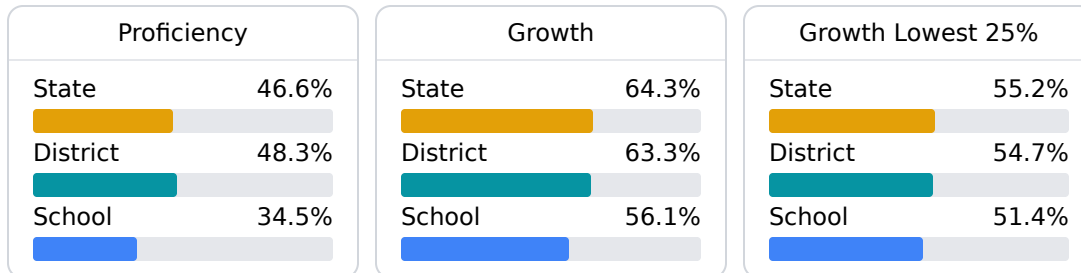 Proficiency
State 46.6%
District 48.3%
School 34.5%
Growth
State 64.3%
District 63.3%
School 56.1%
Growth Lowest 25%
State 55.2%
District 54.7%
School 51.4%